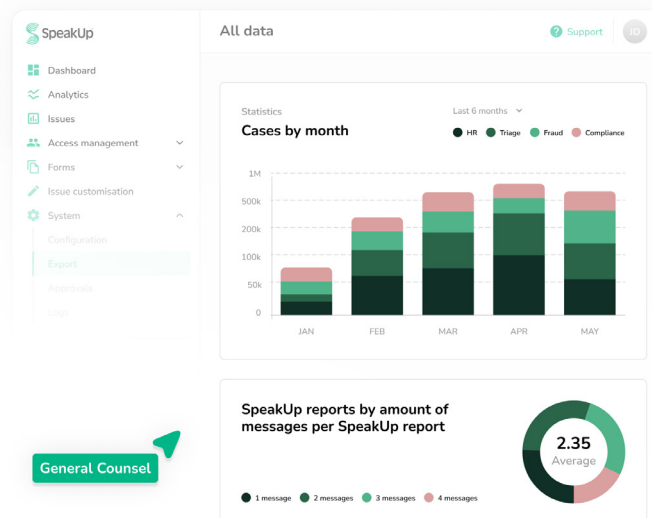 SpeakUp
All data
Support
JD
Dashboard
Analytics
Issues
Access management
Forms
Issue customisation
System
Configuration
Export
Approvals
Logs
Statistics
Last 6 months
Cases by month
HR
Triage
Fraud
Compliance
1M
500k
200k
100k
50k
0
JAN
FEB
MAR
APR
MAY
SpeakUp reports by amount of
messages per SpeakUp report
2.35
Average
1 message
2 messages
3 messages
4 messages
General Counsel